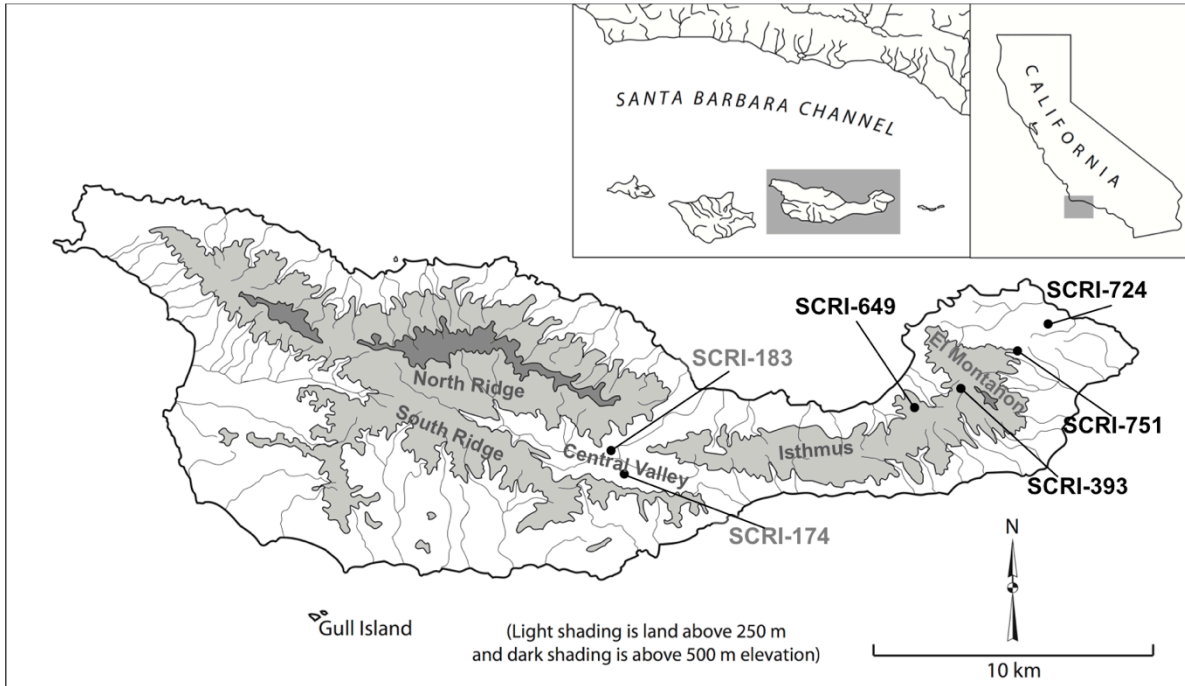 SANTA BARBARA CHANNEL
CALIFORNIA
SCRI-649
SCRI-724
El Montañon
SCRI-183
North Ridge
SCRI-751
South Ridge
Central Valley
Isthmus
SCRI-393
SCRI-174
N
Gull Island
(Light shading is land above 250 m
and dark shading is above 500 m elevation)
10 km